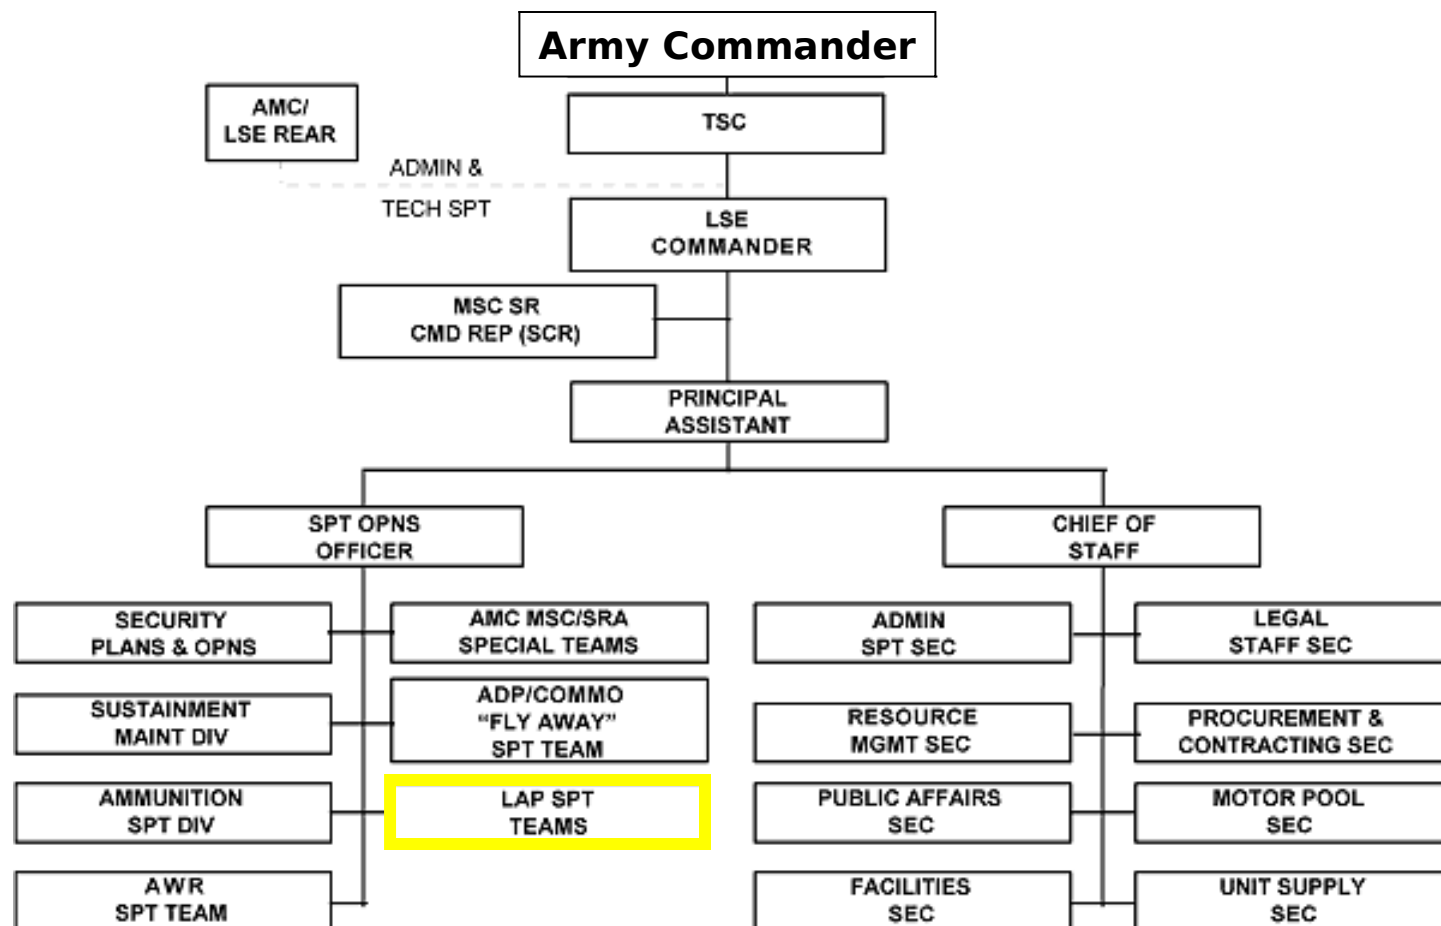 Army Commander
AMC/
LSE REAR
TSC
ADMIN &
TECH SPT
LSE
COMMANDER
MSC SR
CMD REP (SCR)
PRINCIPAL
ASSISTANT
SPT OPNS
OFFICER
CHIEF OF
STAFF
SECURITY
PLANS & OPNS
AMC MSC/SRA
SPECIAL TEAMS
SUSTAINMENT
MAINT DIV
ADP/COMMO
“FLY AWAY”
SPT TEAM
AMMUNITION
SPT DIV
LAP SPT
TEAMS
AWR
SPT TEAM
ADMIN
SPT SEC
LEGAL
STAFF SEC
RESOURCE
MGMT SEC
PROCUREMENT &
CONTRACTING SEC
PUBLIC AFFAIRS
SEC
MOTOR POOL
SEC
FACILITIES
SEC
UNIT SUPPLY
SEC